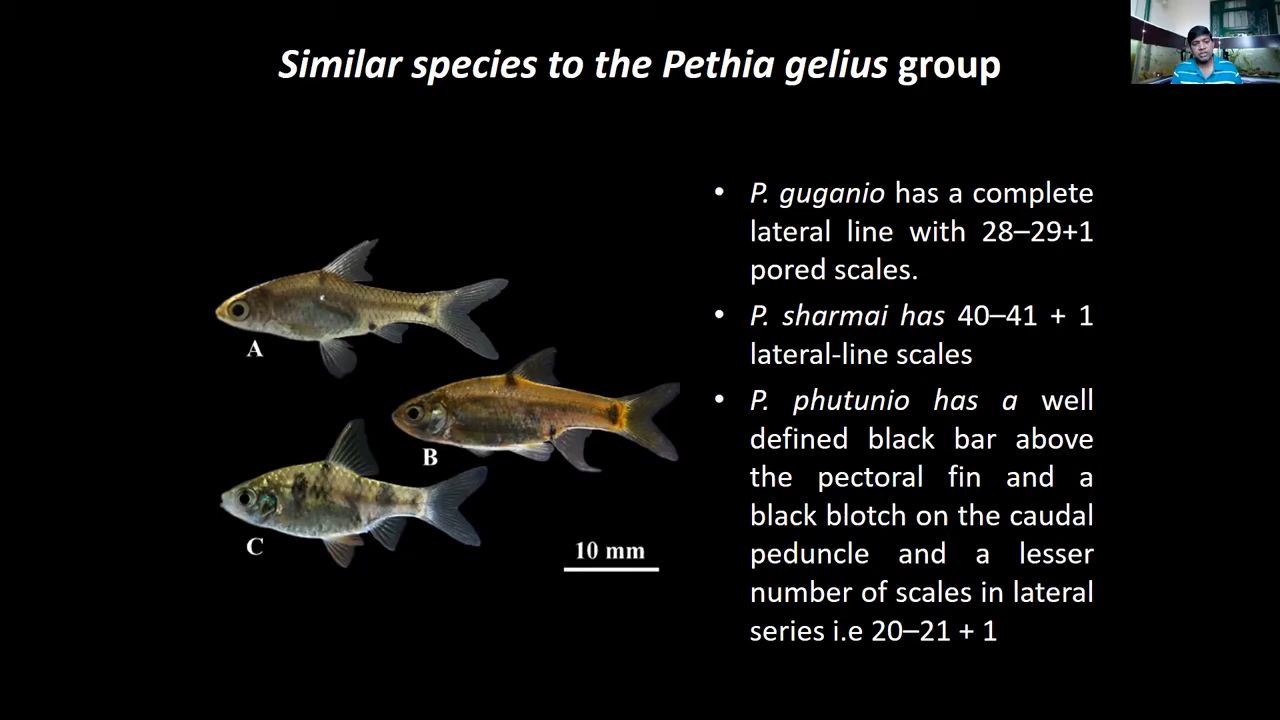 Similar species to the Pethia gelius group
• P. guganio has a complete
lateral line with 28–29+1
pored scales.
• P. sharmai has 40–41 + 1
lateral-line scales
• P. phutunio has a well
defined black bar above
the pectoral fin and a
black blotch on the caudal
peduncle and a lesser
number of scales in lateral
series i.e 20–21 + 1
A
B
C
10 mm